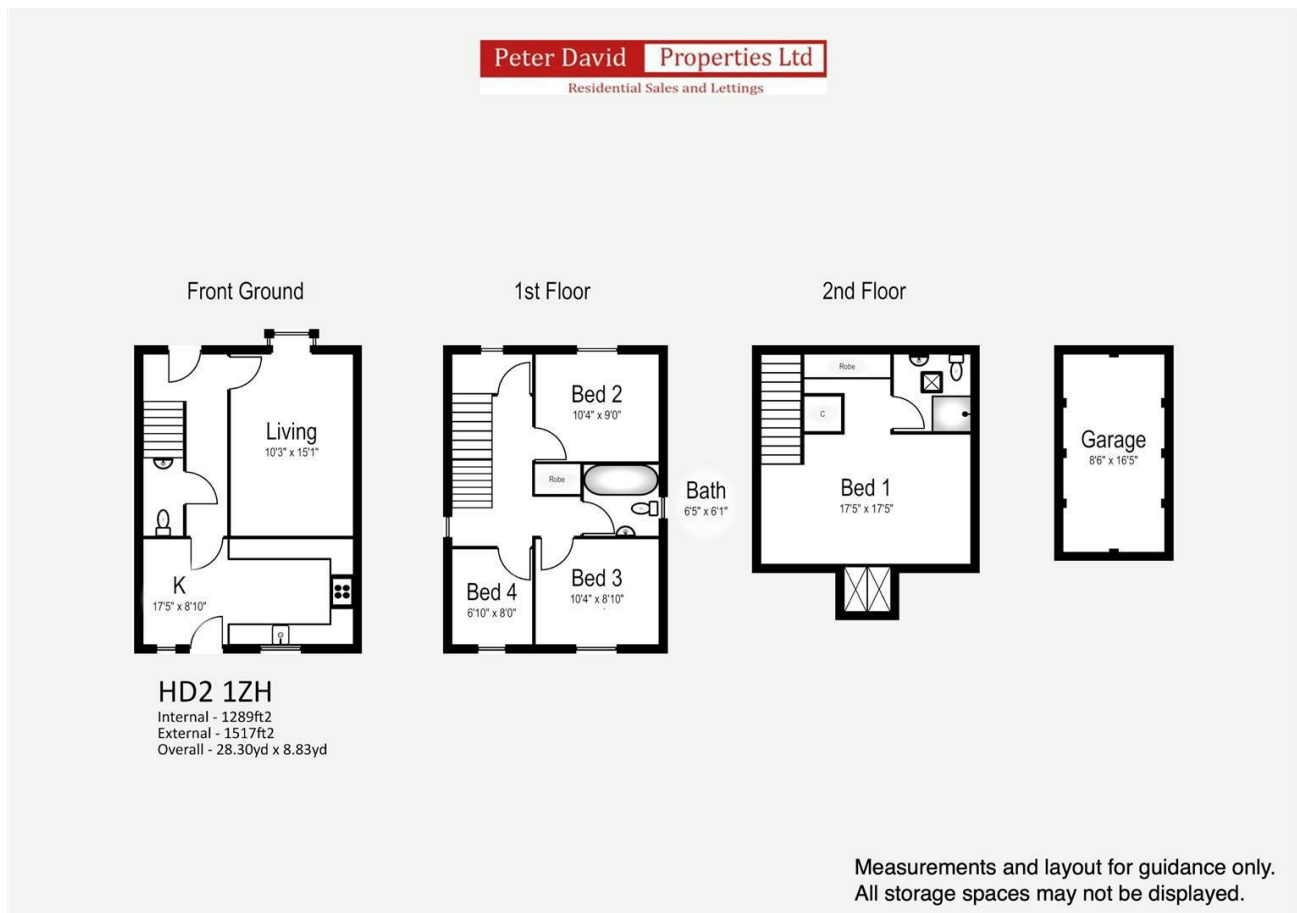 Peter David Properties Ltd
Residential Sales and Lettings
Front Ground
1st Floor
2nd Floor
Living
10'3" x 15'1"
K
17'5" x 8'10"
Bed 2
10'4" x 9'0"
Robe
Bath
6'5" x 6'1"
Bed 4
6'10" x 8'0"
Bed 3
10'4" x 8'10"
Robe
C
Bed 1
17'5" x 17'5"
Garage
8'6" x 16'5"
HD2 1ZH
Internal - 1289ft2
External - 1517ft2
Overall - 28.30yd x 8.83yd
Measurements and layout for guidance only.
All storage spaces may not be displayed.